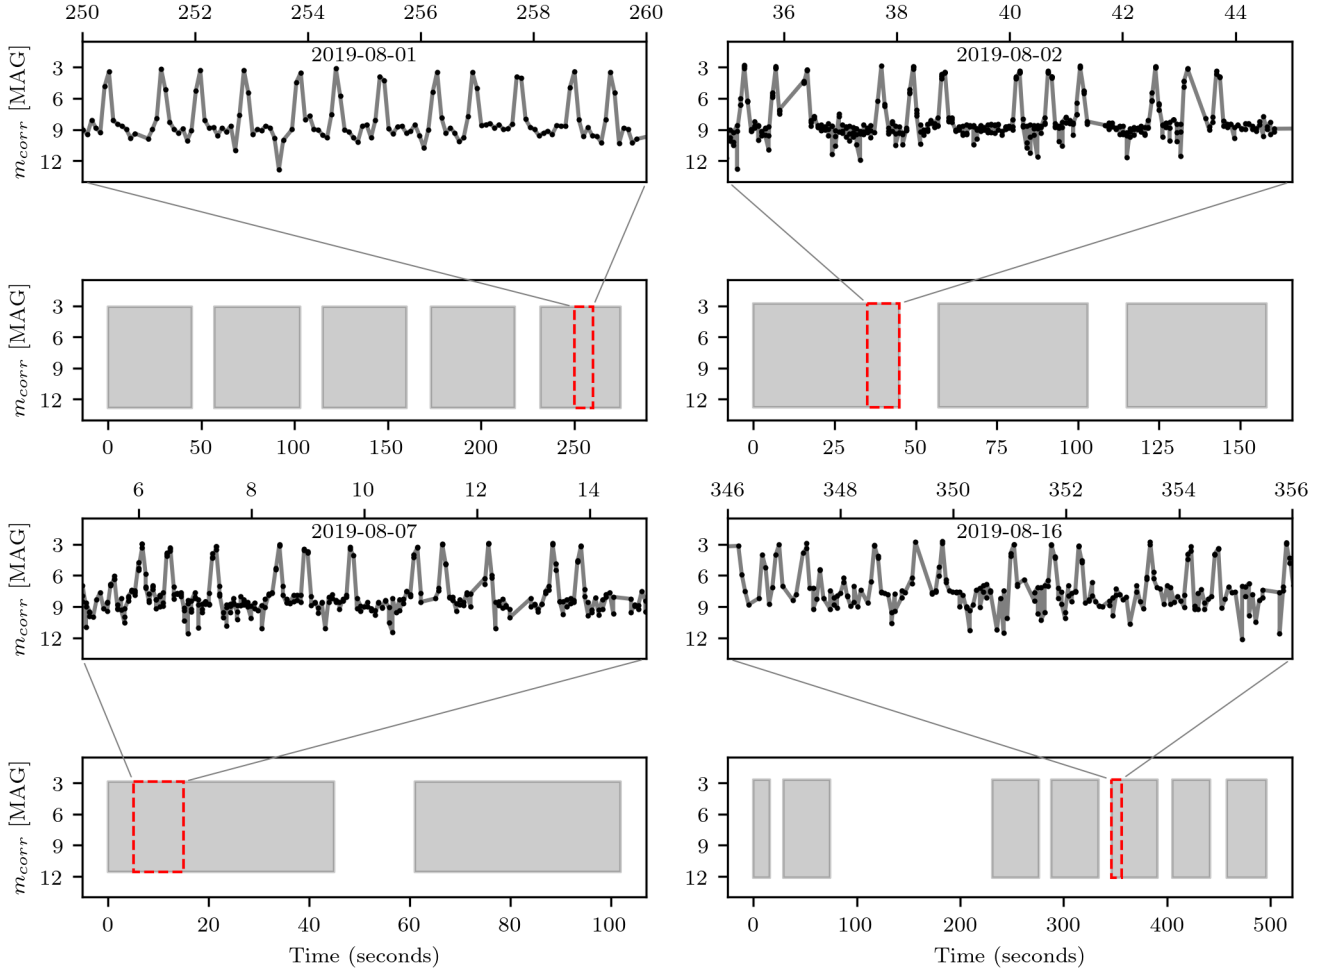 250 252 254 256 258 260
36 38 40 42 44
m_corr [MAG]
3
6
9
12
2019-08-01
3
6
9
12
2019-08-02
m_corr [MAG]
3
6
9
12
0 50 100 150 200 250
3
6
9
12
0 25 50 75 100 125 150
6 8 10 12 14
346 348 350 352 354 356
m_corr [MAG]
3
6
9
12
2019-08-07
3
6
9
12
2019-08-16
m_corr [MAG]
3
6
9
12
0 20 40 60 80 100
Time (seconds)
3
6
9
12
0 100 200 300 400 500
Time (seconds)